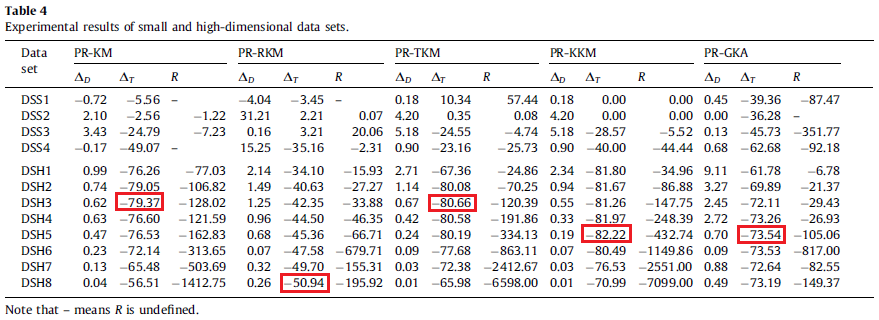 Table 4
Experimental results of small and high-dimensional data sets.
Data set PR-KM PR-RKM PR-TKM PR-KKM PR-GKA
Δ_D Δ_T R Δ_D Δ_T R Δ_D Δ_T R Δ_D Δ_T R Δ_D Δ_T R
DSS1 −0.72 −5.56 – −4.04 −3.45 – 0.18 10.34 57.44 0.18 0.00 0.00 0.45 −39.36 −87.47
DSS2 2.10 −2.56 −1.22 31.21 2.21 0.07 4.20 0.35 0.08 4.20 0.00 0.00 0.00 −36.28 –
DSS3 3.43 −24.79 −7.23 0.16 3.21 20.06 5.18 −24.55 −4.74 5.18 −28.57 −5.52 0.13 −45.73 −351.77
DSS4 −0.17 −49.07 – 15.25 −35.16 −2.31 0.90 −23.16 −25.73 0.90 −40.00 −44.44 0.68 −62.68 −92.18
DSH1 0.99 −76.26 −77.03 2.14 −34.10 −15.93 2.71 −67.36 −24.86 2.34 −81.80 −34.96 9.11 −61.78 −6.78
DSH2 0.74 −79.05 −106.82 1.49 −40.63 −27.27 1.14 −80.08 −70.25 0.94 −81.67 −86.88 3.27 −69.89 −21.37
DSH3 0.62 −79.37 −128.02 1.25 −42.35 −33.88 0.67 −80.66 −120.39 0.55 −81.26 −147.75 2.45 −72.11 −29.43
DSH4 0.63 −76.60 −121.59 0.96 −44.50 −46.35 0.42 −80.58 −191.86 0.33 −81.97 −248.39 2.72 −73.26 −26.93
DSH5 0.47 −76.53 −162.83 0.68 −45.36 −66.71 0.24 −80.19 −334.13 0.19 −82.22 −432.74 0.70 −73.54 −105.06
DSH6 0.23 −72.14 −313.65 0.07 −47.58 −679.71 0.09 −77.68 −863.11 0.07 −80.49 −1149.86 0.09 −73.53 −817.00
DSH7 0.13 −65.48 −503.69 0.32 −49.70 −155.31 0.03 −72.38 −2412.67 0.03 −76.53 −2551.00 0.88 −72.64 −82.55
DSH8 0.04 −56.51 −1412.75 0.26 −50.94 −195.92 0.01 −65.98 −6598.00 0.01 −70.99 −7099.00 0.49 −73.19 −149.37
Note that – means R is undefined.